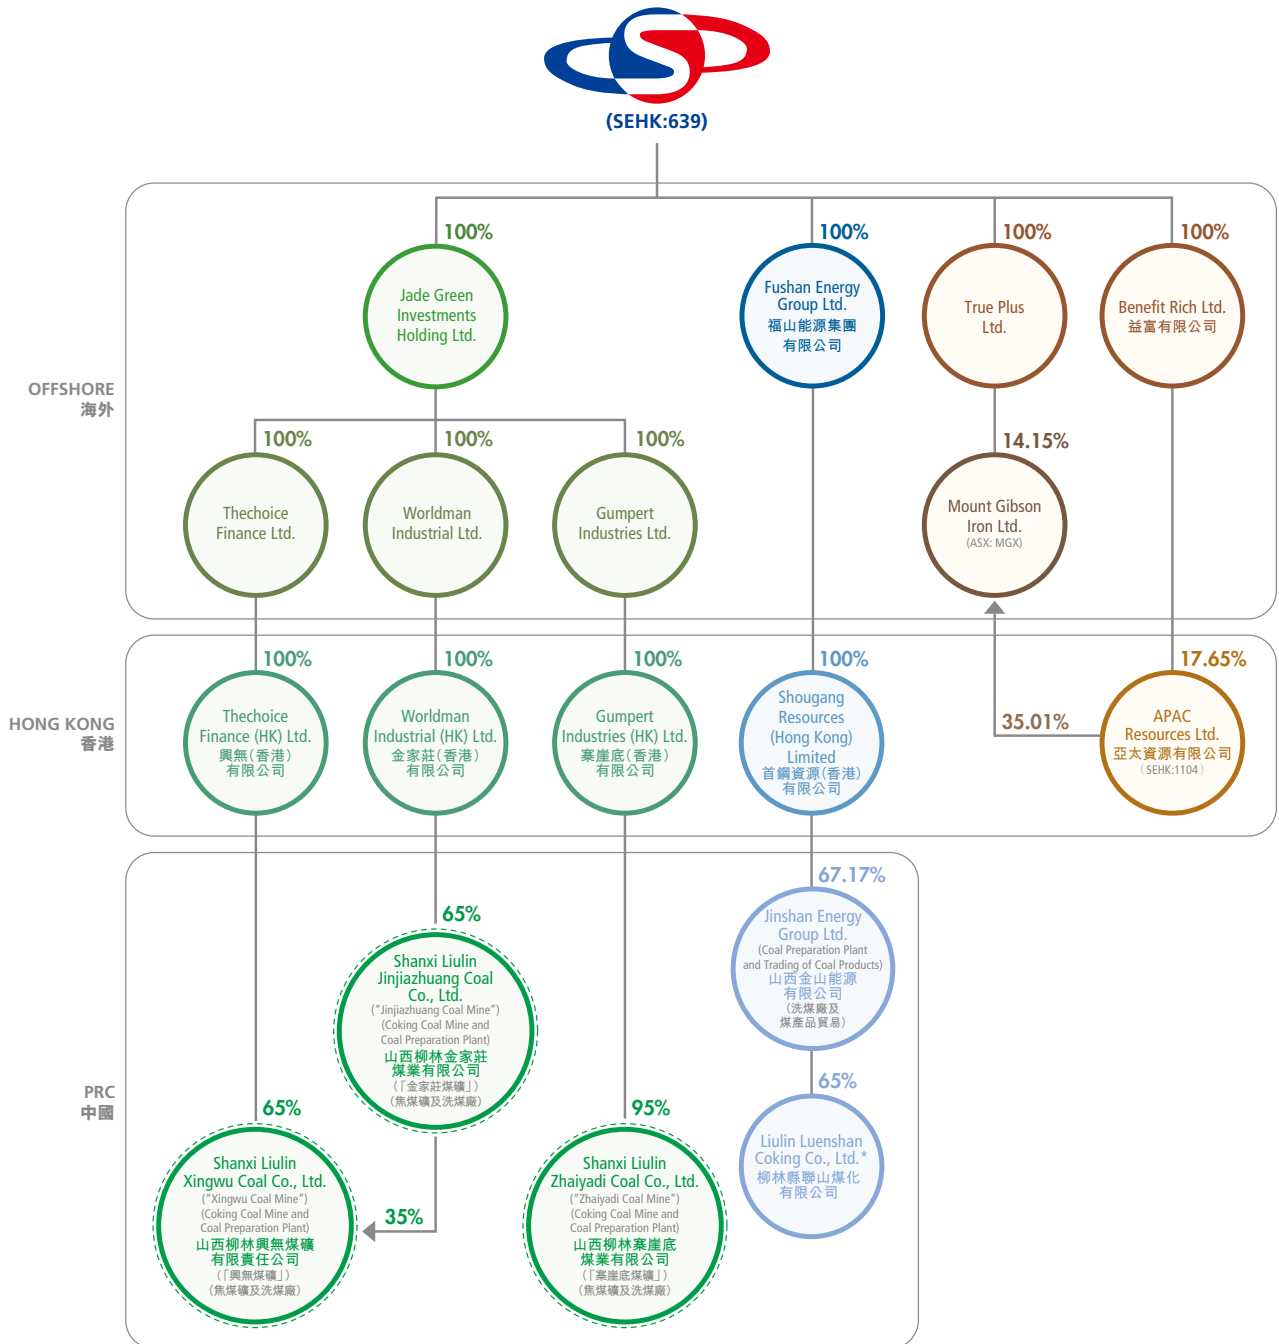 (SEHK:639)
OFFSHORE
海外
100%
Jade Green
Investments
Holding Ltd.
100%
Fushan Energy
Group Ltd.
福山能源集團
有限公司
100%
True Plus
Ltd.
100%
Benefit Rich Ltd.
益富有限公司
100%
Thechoice
Finance Ltd.
100%
Worldman
Industrial Ltd.
100%
Gumpert
Industries Ltd.
14.15%
Mount Gibson
Iron Ltd.
(ASX: MGX)
HONG KONG
香港
100%
Thechoice
Finance (HK) Ltd.
興無(香港)
有限公司
100%
Worldman
Industrial (HK) Ltd.
金家莊(香港)
有限公司
100%
Gumpert
Industries (HK) Ltd.
寨崖底(香港)
有限公司
100%
Shougang
Resources
(Hong Kong)
Limited
首鋼資源(香港)
有限公司
35.01%
17.65%
APAC
Resources Ltd.
亞太資源有限公司
(SEHK:1104)
PRC
中國
67.17%
Jinshan Energy
Group Ltd.
(Coal Preparation Plant
and Trading of Coal Products)
山西金山能源
有限公司
(洗煤廠及
煤產品貿易)
65%
Shanxi Liulin
Jinjiazhuang Coal
Co., Ltd.
("Jinjiazhuang Coal Mine")
(Coking Coal Mine and
Coal Preparation Plant)
山西柳林金家莊
煤業有限公司
(「金家莊煤礦」)
(焦煤礦及洗煤廠)
65%
Shanxi Liulin
Xingwu Coal Co., Ltd.
("Xingwu Coal Mine")
(Coking Coal Mine and
Coal Preparation Plant)
山西柳林興無煤礦
有限責任公司
(「興無煤礦」)
(焦煤礦及洗煤廠)
35%
95%
Shanxi Liulin
Zhaiyadi Coal Co., Ltd.
("Zhaiyadi Coal Mine")
(Coking Coal Mine and
Coal Preparation Plant)
山西柳林寨崖底
煤業有限公司
(「寨崖底煤礦」)
(焦煤礦及洗煤廠)
65%
Liulin Luenshan
Coking Co., Ltd.*
柳林縣聯山煤化
有限公司